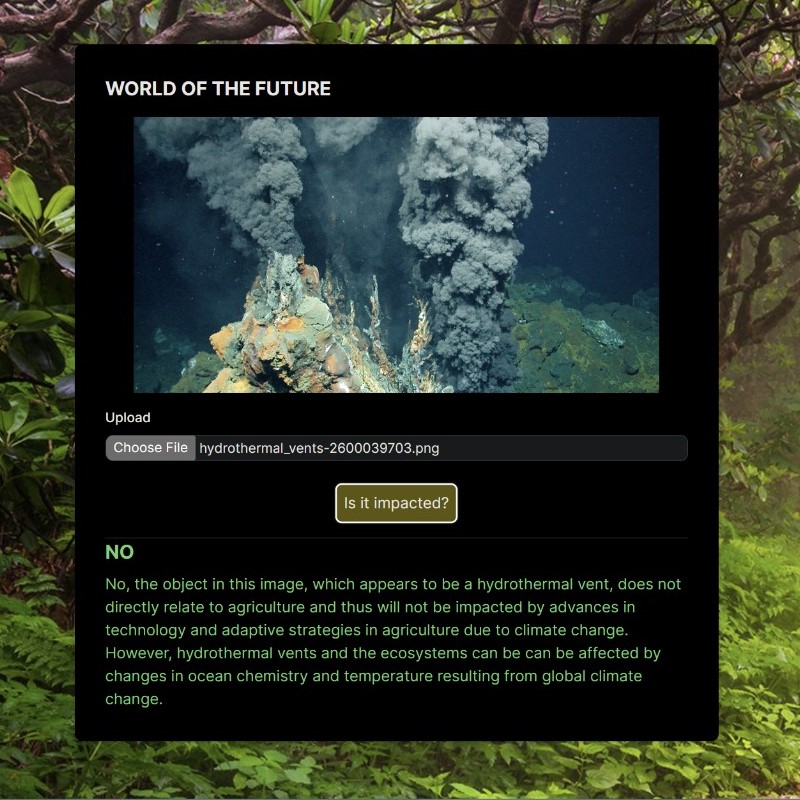 WORLD OF THE FUTURE
Upload
Choose File hydrothermal_vents-2600039703.png
Is it impacted?
NO
No, the object in this image, which appears to be a hydrothermal vent, does not
directly relate to agriculture and thus will not be impacted by advances in
technology and adaptive strategies in agriculture due to climate change.
However, hydrothermal vents and the ecosystems can be can be affected by
changes in ocean chemistry and temperature resulting from global climate
change.